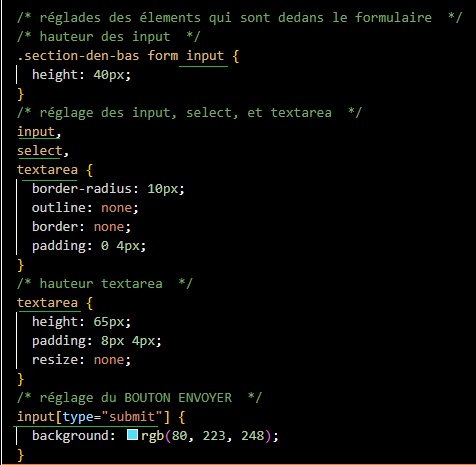 /* réglades des élements qui sont dedans le formulaire  */
/* hauteur des input  */
.section-den-bas form input {
  height: 40px;
}
/* réglage des input, select, et textarea  */
input,
select,
textarea {
  border-radius: 10px;
  outline: none;
  border: none;
  padding: 0 4px;
}
/* hauteur textarea  */
textarea {
  height: 65px;
  padding: 8px 4px;
  resize: none;
}
/* réglage du BOUTON ENVOYER  */
input[type="submit"] {
  background: rgb(80, 223, 248);
}